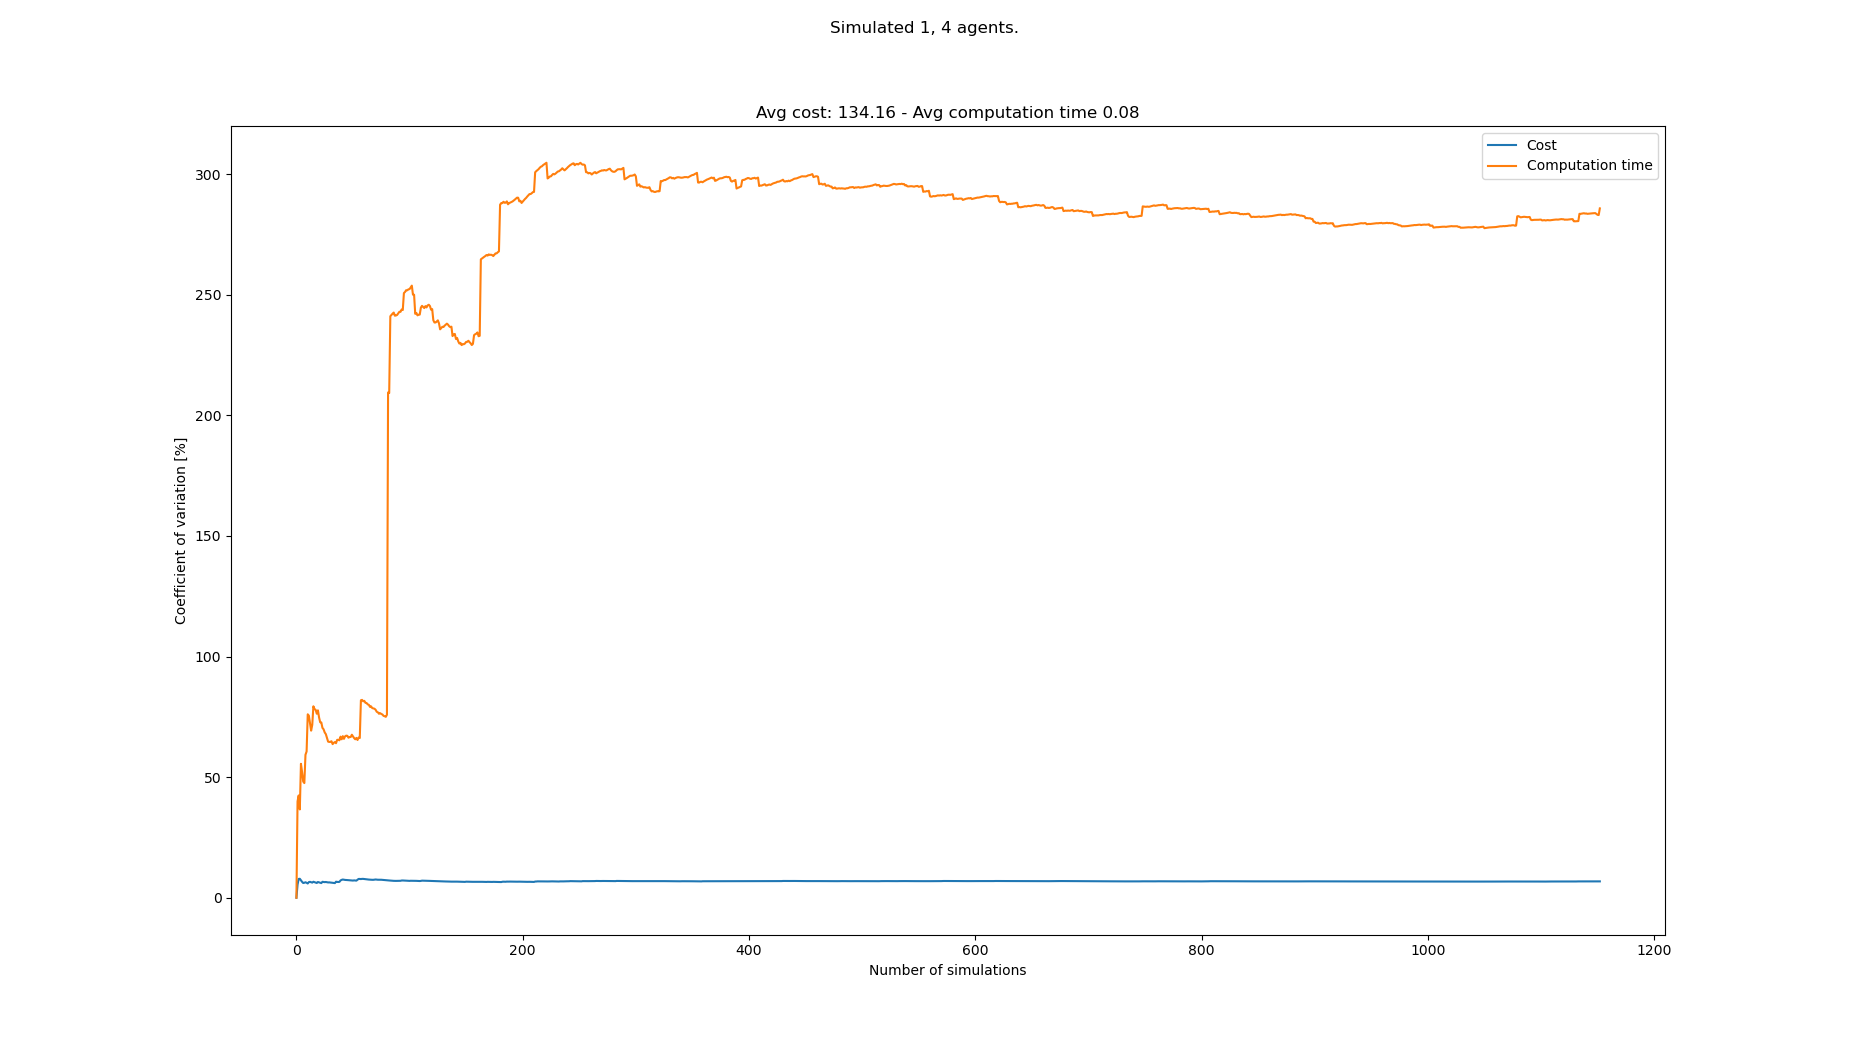 Simulated 1, 4 agents.
Avg cost: 134.16 - Avg computation time 0.08
Cost
Computation time
Coefficient of variation [%]
300
250
200
150
100
50
0
0 200 400 600 800 1000 1200
Number of simulations